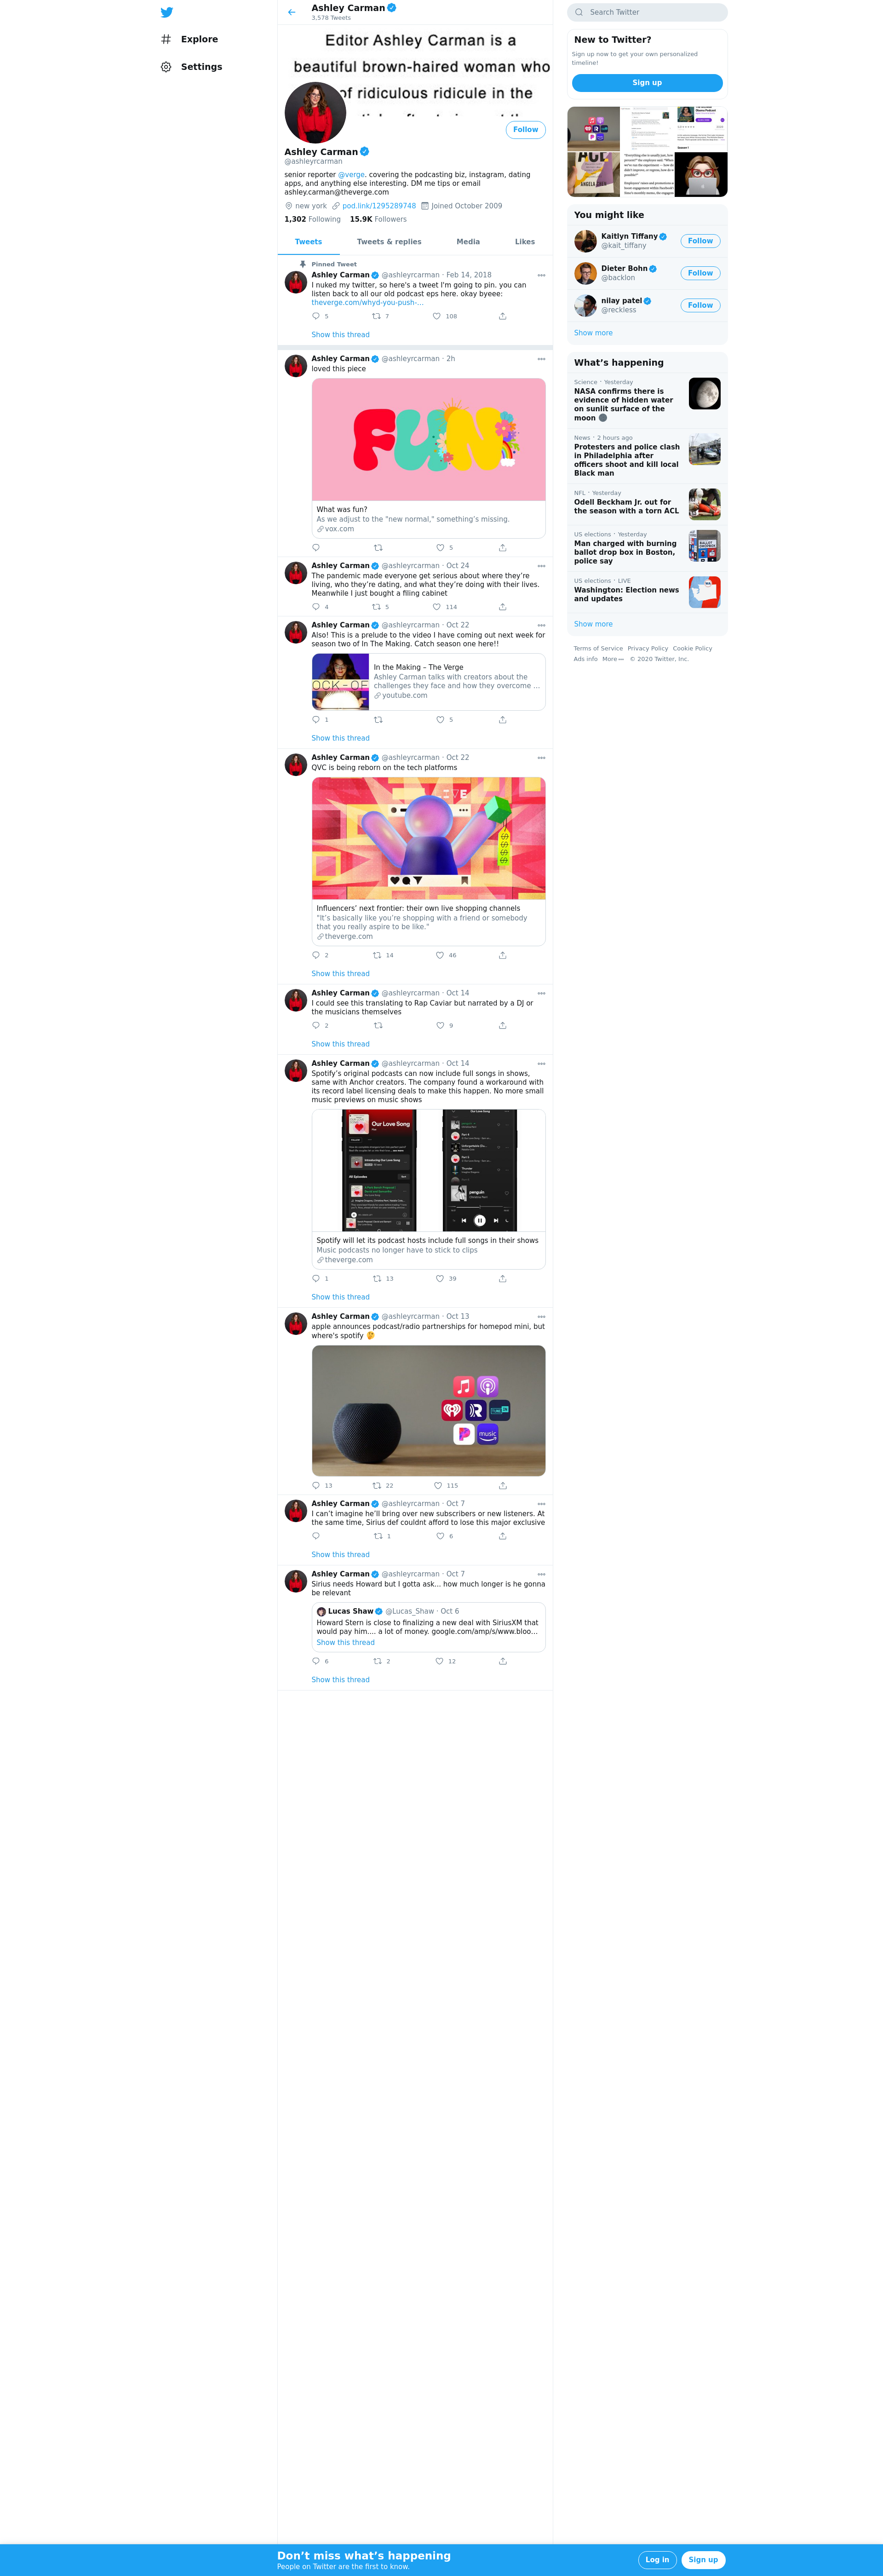 Explore
Settings
Ashley Carman
3,578 Tweets
Editor Ashley Carman is a
beautiful brown-haired woman who
of ridiculous ridicule in the
Follow
Ashley Carman
@ashleyrcarman
senior reporter @verge. covering the podcasting biz, instagram, dating
apps, and anything else interesting. DM me tips or email
ashley.carman@theverge.com
new york pod.link/1295289748 Joined October 2009
1,302 Following 15.9K Followers
Tweets Tweets & replies Media Likes
Pinned Tweet
Ashley Carman @ashleyrcarman · Feb 14, 2018
I nuked my twitter, so here's a tweet I'm going to pin. you can
listen back to all our old podcast eps here. okay byeee:
theverge.com/whyd-you-push-...
5 7 108
Show this thread
Ashley Carman @ashleyrcarman · 2h
loved this piece
FUN
What was fun?
As we adjust to the "new normal," something's missing.
vox.com
5
Ashley Carman @ashleyrcarman · Oct 24
The pandemic made everyone get serious about where they're
living, who they're dating, and what they're doing with their lives.
Meanwhile I just bought a filing cabinet
4 5 114
Ashley Carman @ashleyrcarman · Oct 22
Also! This is a prelude to the video I have coming out next week for
season two of In The Making. Catch season one here!!
OCK-OF
In the Making – The Verge
Ashley Carman talks with creators about the
challenges they face and how they overcome ...
youtube.com
1 5
Show this thread
Ashley Carman @ashleyrcarman · Oct 22
QVC is being reborn on the tech platforms
$$$$
Influencers' next frontier: their own live shopping channels
"It's basically like you're shopping with a friend or somebody
that you really aspire to be like."
theverge.com
2 14 46
Show this thread
Ashley Carman @ashleyrcarman · Oct 14
I could see this translating to Rap Caviar but narrated by a DJ or
the musicians themselves
2 9
Show this thread
Ashley Carman @ashleyrcarman · Oct 14
Spotify's original podcasts can now include full songs in shows,
same with Anchor creators. The company found a workaround with
its record label licensing deals to make this happen. No more small
music previews on music shows
Our Love Song
All Episodes
penguin
Spotify will let its podcast hosts include full songs in their shows
Music podcasts no longer have to stick to clips
theverge.com
1 13 39
Show this thread
Ashley Carman @ashleyrcarman · Oct 13
apple announces podcast/radio partnerships for homepod mini, but
where's spotify 🤔
music
13 22 115
Ashley Carman @ashleyrcarman · Oct 7
I can't imagine he'll bring over new subscribers or new listeners. At
the same time, Sirius def couldnt afford to lose this major exclusive
1 6
Show this thread
Ashley Carman @ashleyrcarman · Oct 7
Sirius needs Howard but I gotta ask... how much longer is he gonna
be relevant
Lucas Shaw @Lucas_Shaw · Oct 6
Howard Stern is close to finalizing a new deal with SiriusXM that
would pay him.... a lot of money. google.com/amp/s/www.bloo...
Show this thread
6 2 12
Show this thread
Search Twitter
New to Twitter?
Sign up now to get your own personalized
timeline!
Sign up
You might like
Kaitlyn Tiffany
@kait_tiffany
Follow
Dieter Bohn
@backlon
Follow
nilay patel
@reckless
Follow
Show more
What's happening
Science · Yesterday
NASA confirms there is
evidence of hidden water
on sunlit surface of the
moon 🌑
News · 2 hours ago
Protesters and police clash
in Philadelphia after
officers shoot and kill local
Black man
NFL · Yesterday
Odell Beckham Jr. out for
the season with a torn ACL
US elections · Yesterday
Man charged with burning
ballot drop box in Boston,
police say
US elections · LIVE
Washington: Election news
and updates
Show more
Terms of Service Privacy Policy Cookie Policy
Ads info More © 2020 Twitter, Inc.
Don't miss what's happening
People on Twitter are the first to know.
Log in
Sign up